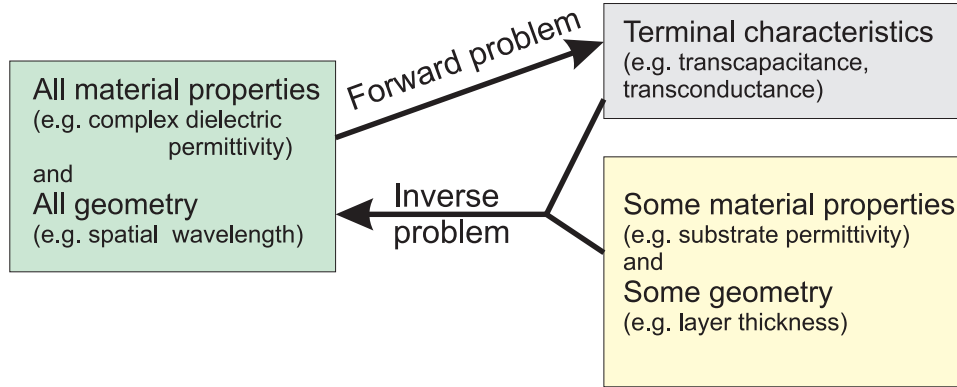 All material properties
(e.g. complex dielectric
permittivity)
and
All geometry
(e.g. spatial wavelength)
Forward problem
Inverse
problem
Terminal characteristics
(e.g. transcapacitance,
transconductance)
Some material properties
(e.g. substrate permittivity)
and
Some geometry
(e.g. layer thickness)